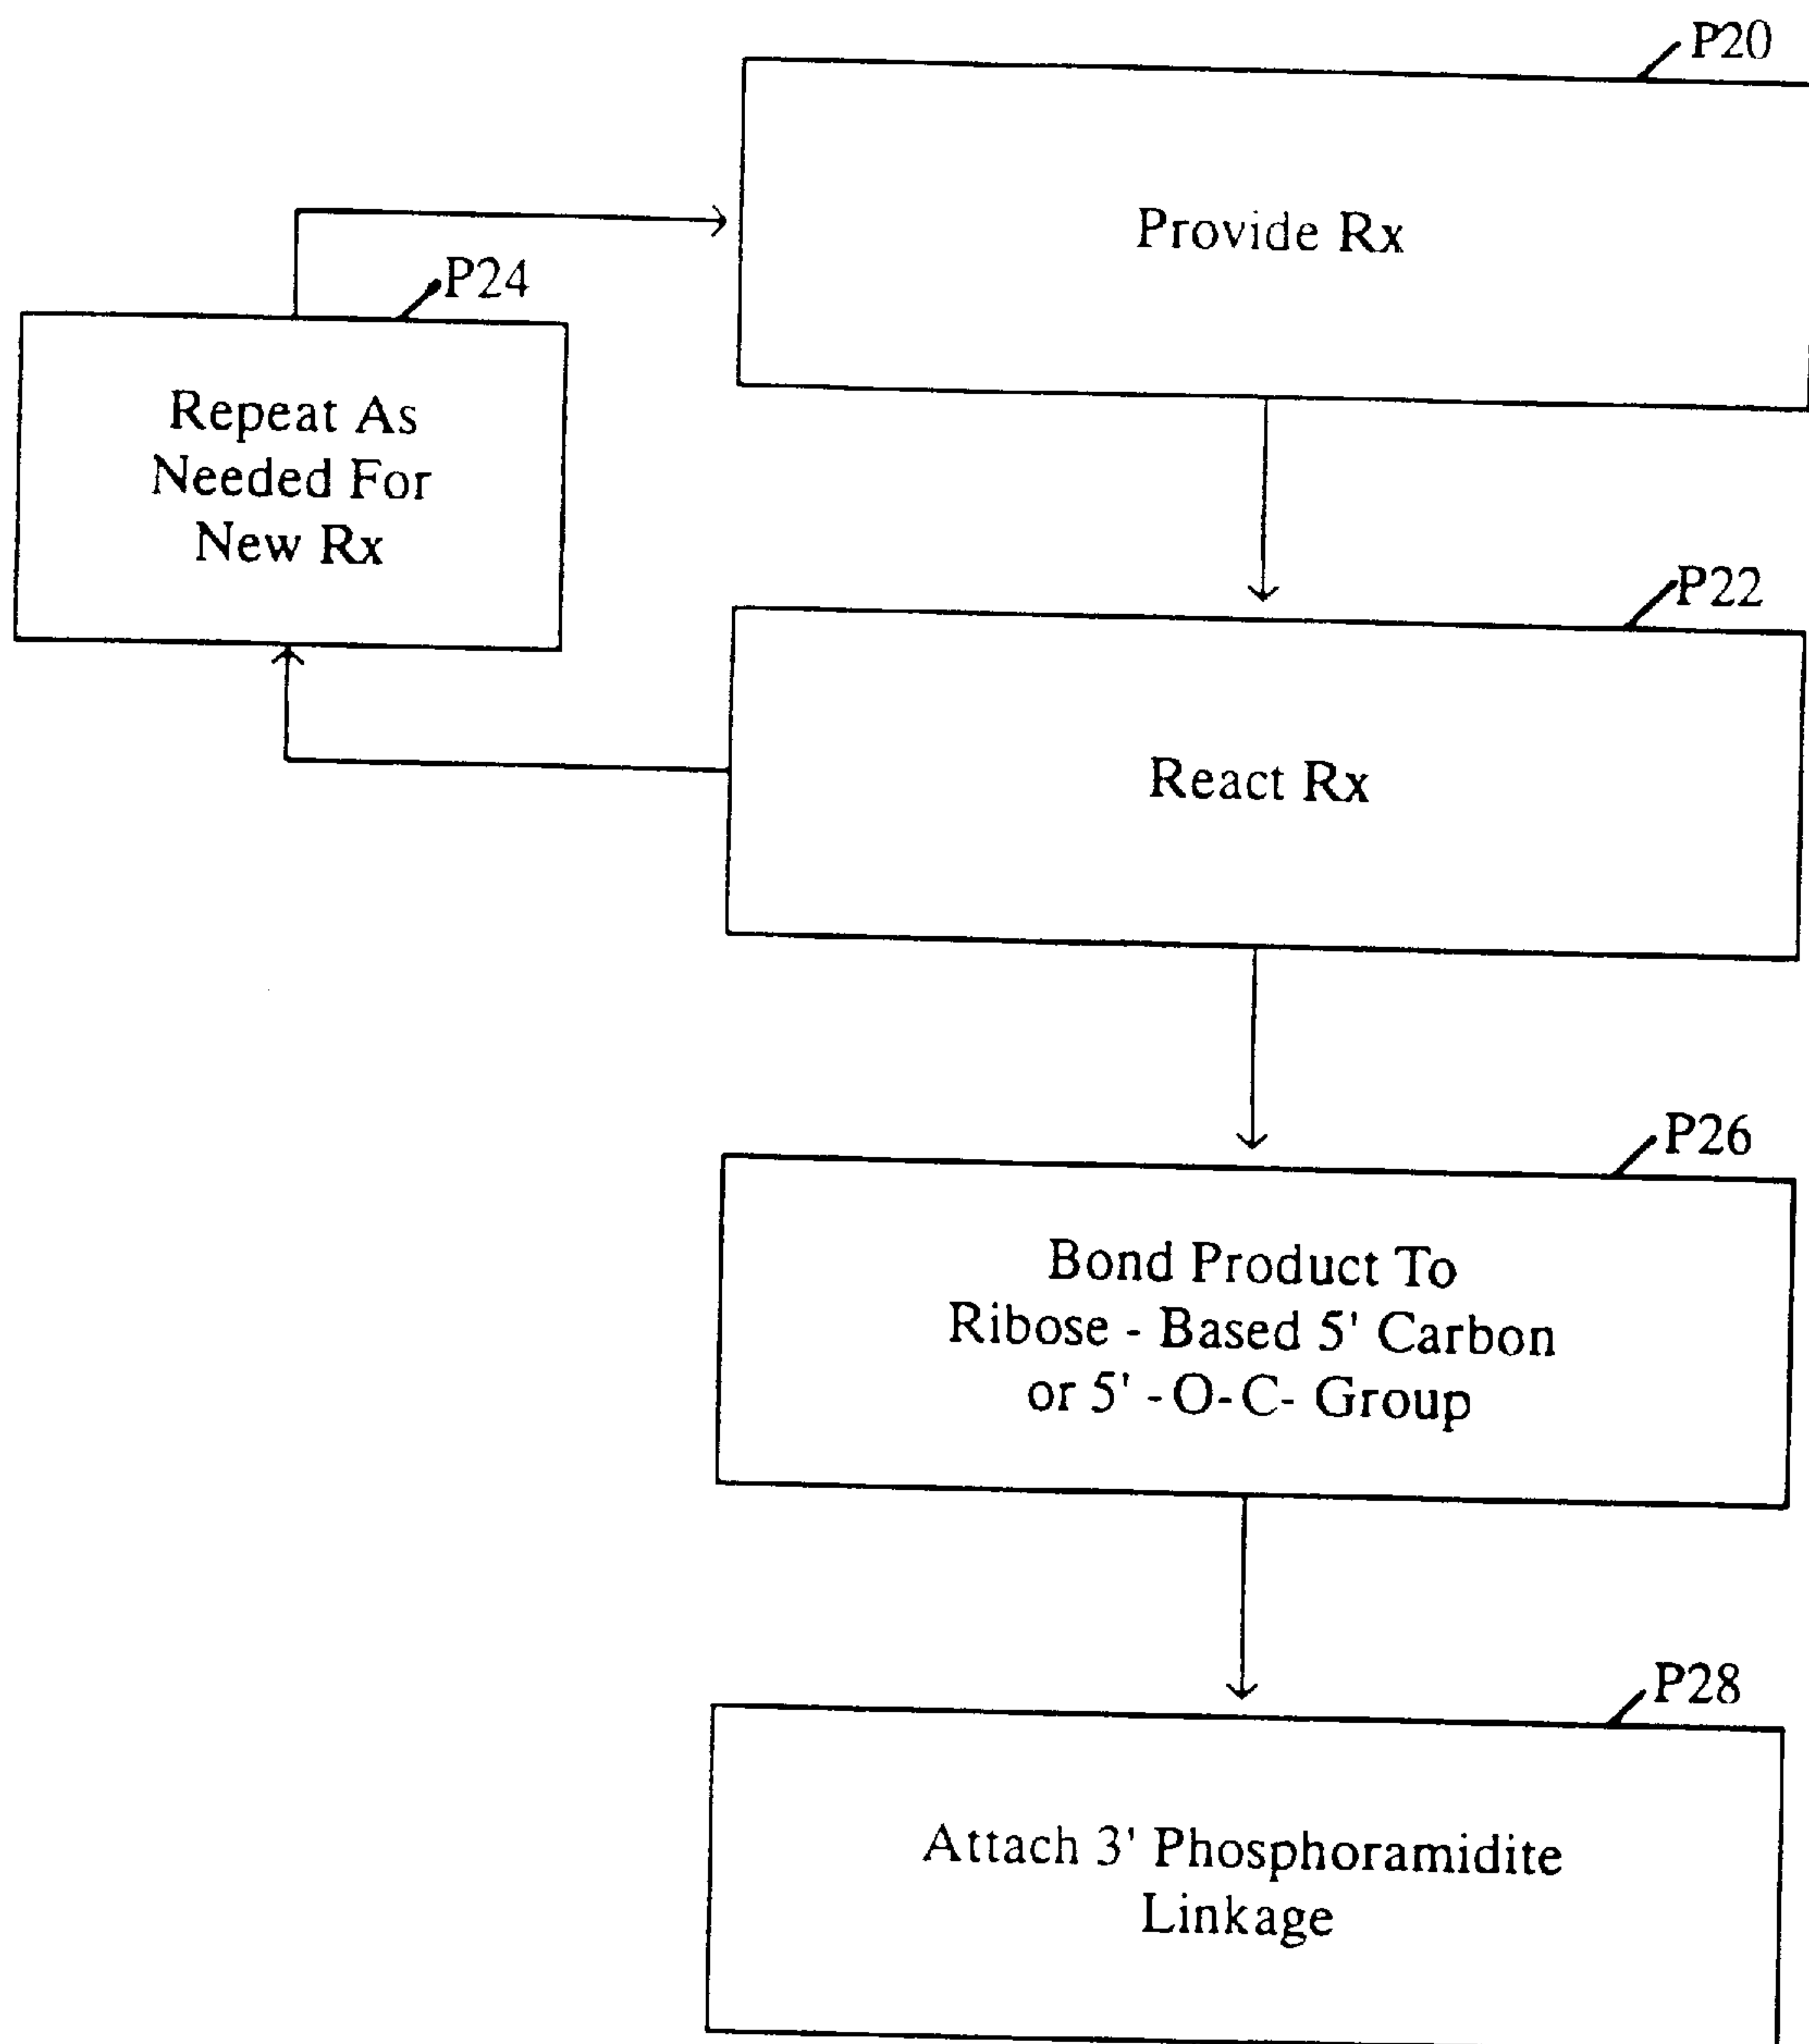 P20
Provide Rx
P24
Repeat As
Needed For
New Rx
P22
React Rx
P26
Bond Product To
Ribose - Based 5' Carbon
or 5' -O-C- Group
P28
Attach 3' Phosphoramidite
Linkage